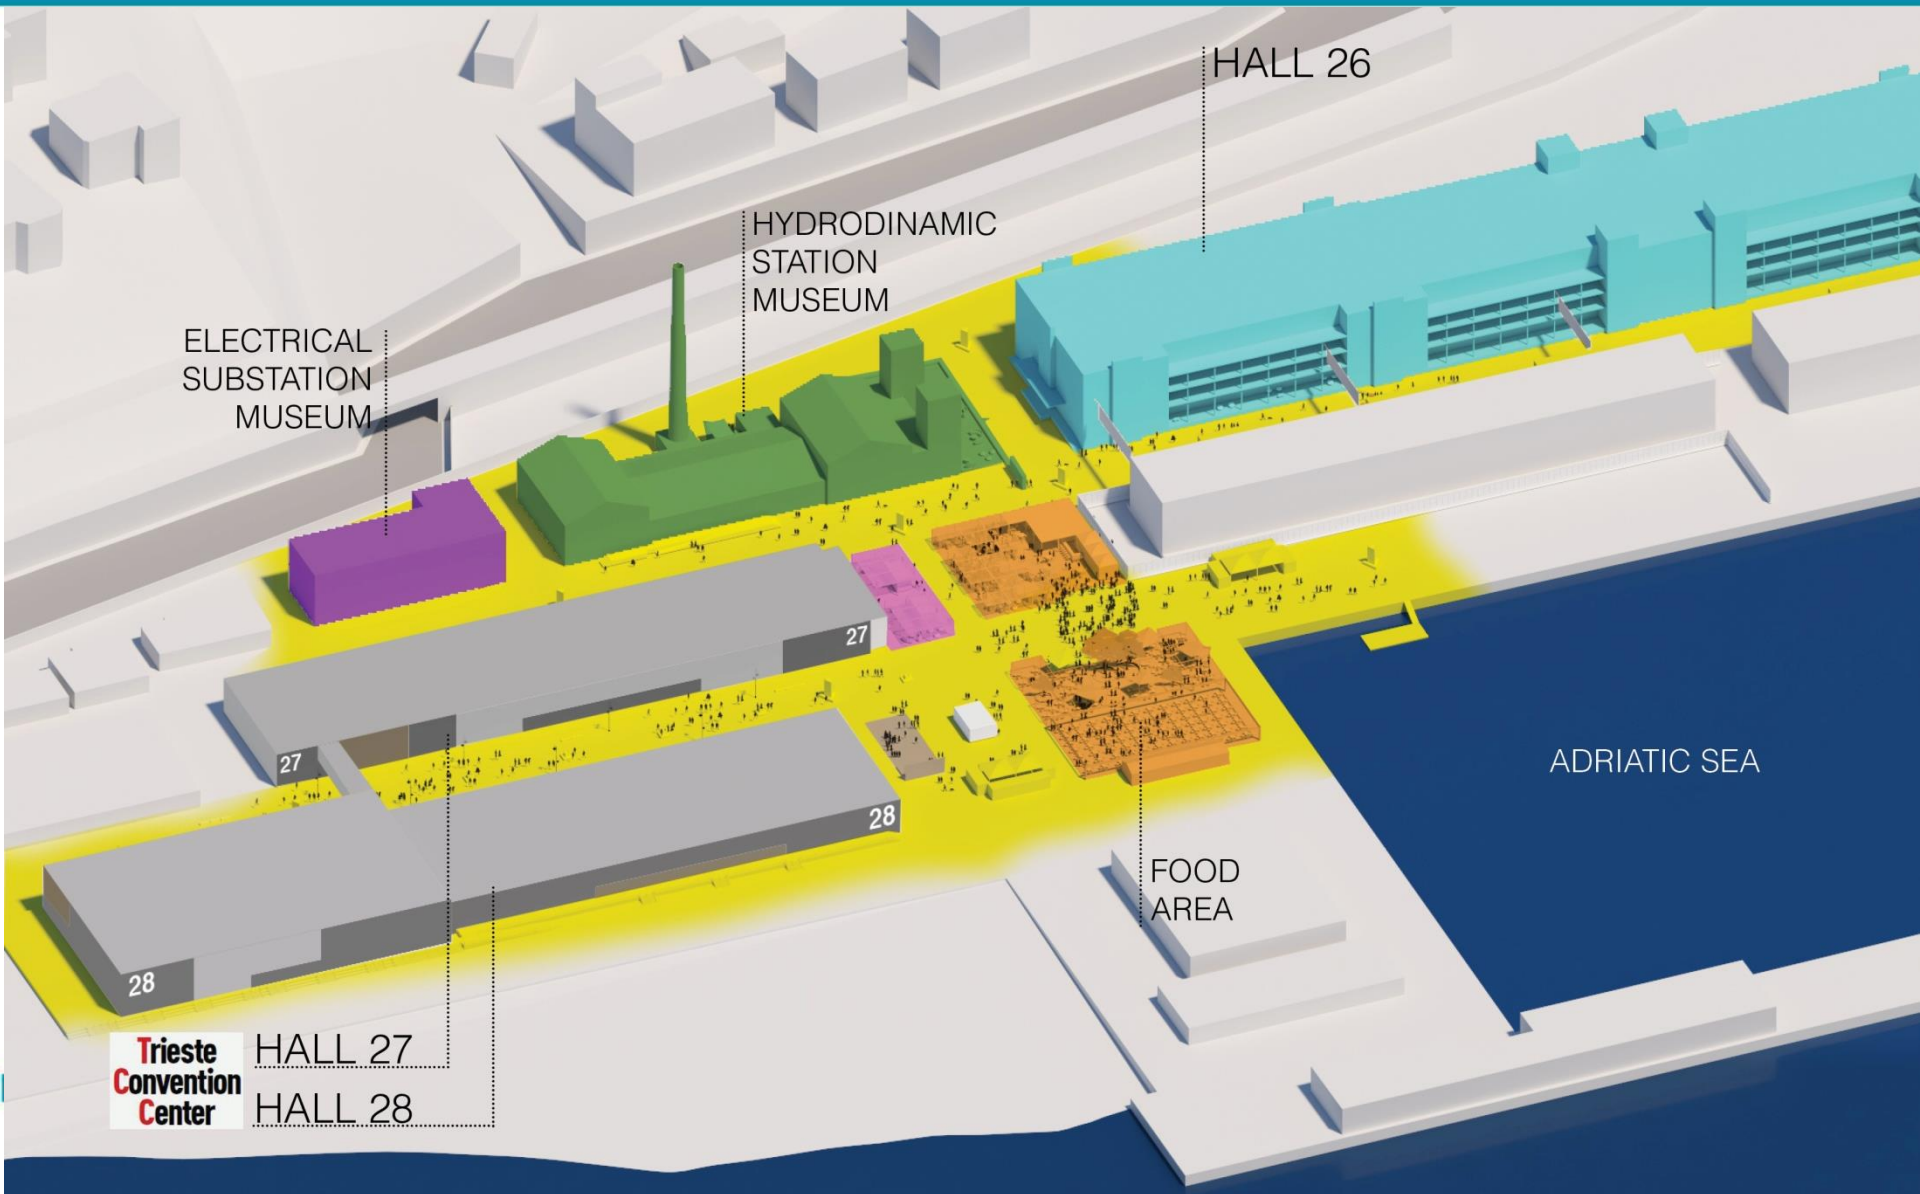 HALL 26
HYDRODINAMIC
STATION
MUSEUM
ELECTRICAL
SUBSTATION
MUSEUM
27
27
28
ADRIATIC SEA
FOOD
AREA
28
Trieste
Convention
Center
HALL 27
HALL 28